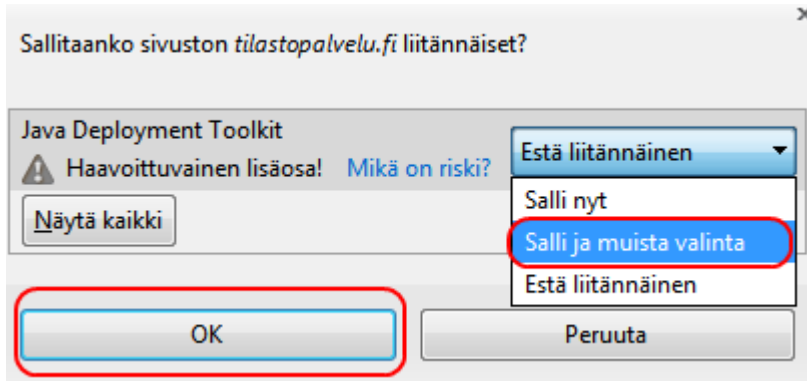 Sallitaanko sivuston tilastopalvelu.fi liitännäiset?
Java Deployment Toolkit
Haavoittuvainen lisäosa! Mikä on riski?
Estä liitännäinen
Salli nyt
Salli ja muista valinta
Estä liitännäinen
Näytä kaikki
OK
Peruuta